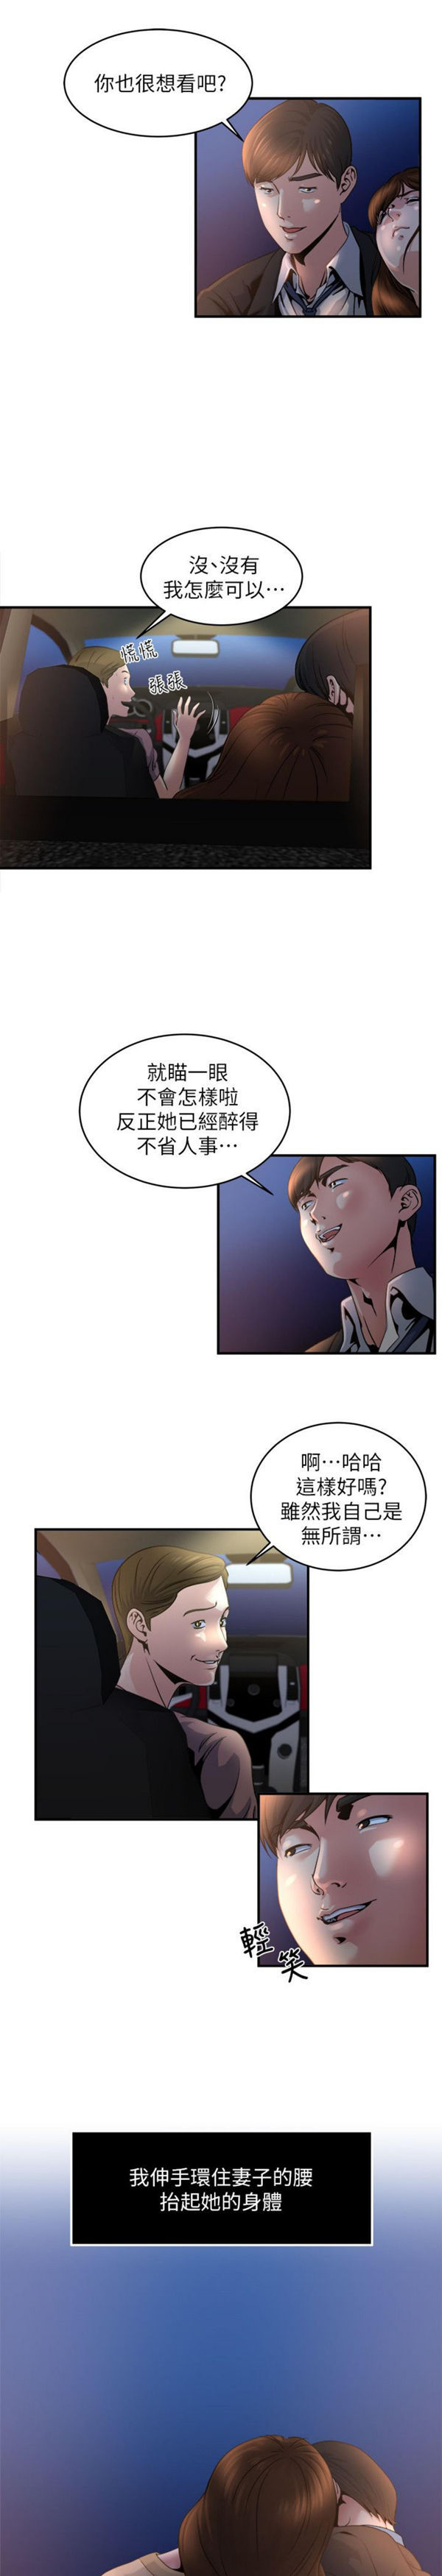 你也很想看吧?
沒、沒有
我怎麼可以⋯
慌慌
張張
就瞄一眼
不會怎樣啦
反正她已經醉得
不省人事⋯
啊⋯哈哈
這樣好嗎?
雖然我自己是
無所謂⋯
輕
笑
我伸手環住妻子的腰
抬起她的身體